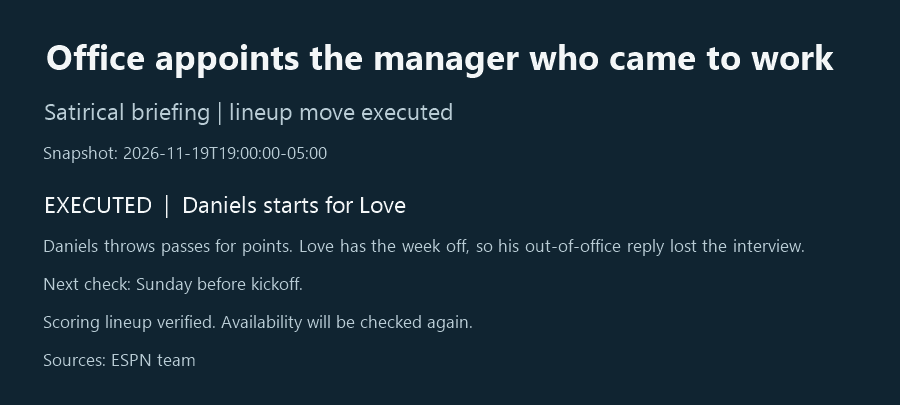 Office appoints the manager who came to work
Satirical briefing | lineup move executed
Snapshot: 2026-11-19T19:00:00-05:00
EXECUTED | Daniels starts for Love
Daniels throws passes for points. Love has the week off, so his out-of-office reply lost the interview.
Next check: Sunday before kickoff.
Scoring lineup verified. Availability will be checked again.
Sources: ESPN team